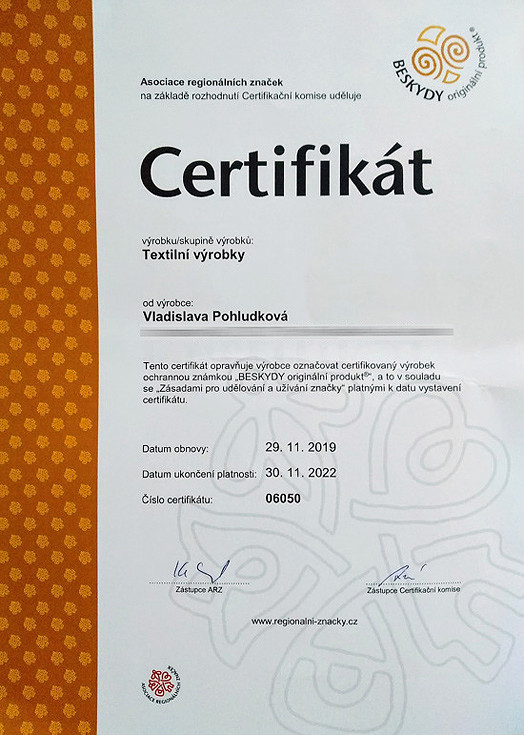 BESKYDY originální produkt®
Asociace regionálních značek
na základě rozhodnutí Certifikační komise uděluje
Certifikát
výrobku/skupině výrobků:
Textilní výrobky
od výrobce:
Vladislava Pohludková
Tento certifikát opravňuje výrobce označovat certifikovaný výrobek
ochrannou známkou „BESKYDY originální produkt®“, a to v souladu
se „Zásadami pro udělování a užívání značky“ platnými k datu vystavení
certifikátu.
Datum obnovy: 29. 11. 2019
Datum ukončení platnosti: 30. 11. 2022
Číslo certifikátu: 06050
Zástupce ARZ
Zástupce Certifikační komise
www.regionalni-znacky.cz
ASOCIACE REGIONÁLNÍCH ZNAČEK